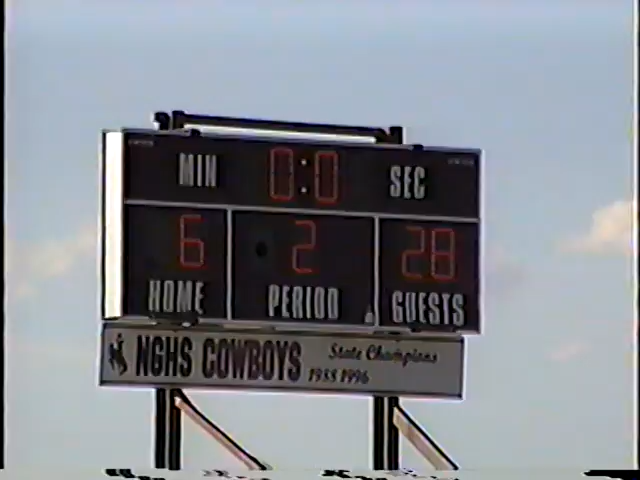 MIN 0:0 SEC
6 2 28
HOME PERIOD GUESTS
NGHS COWBOYS State Champions
1988 1996